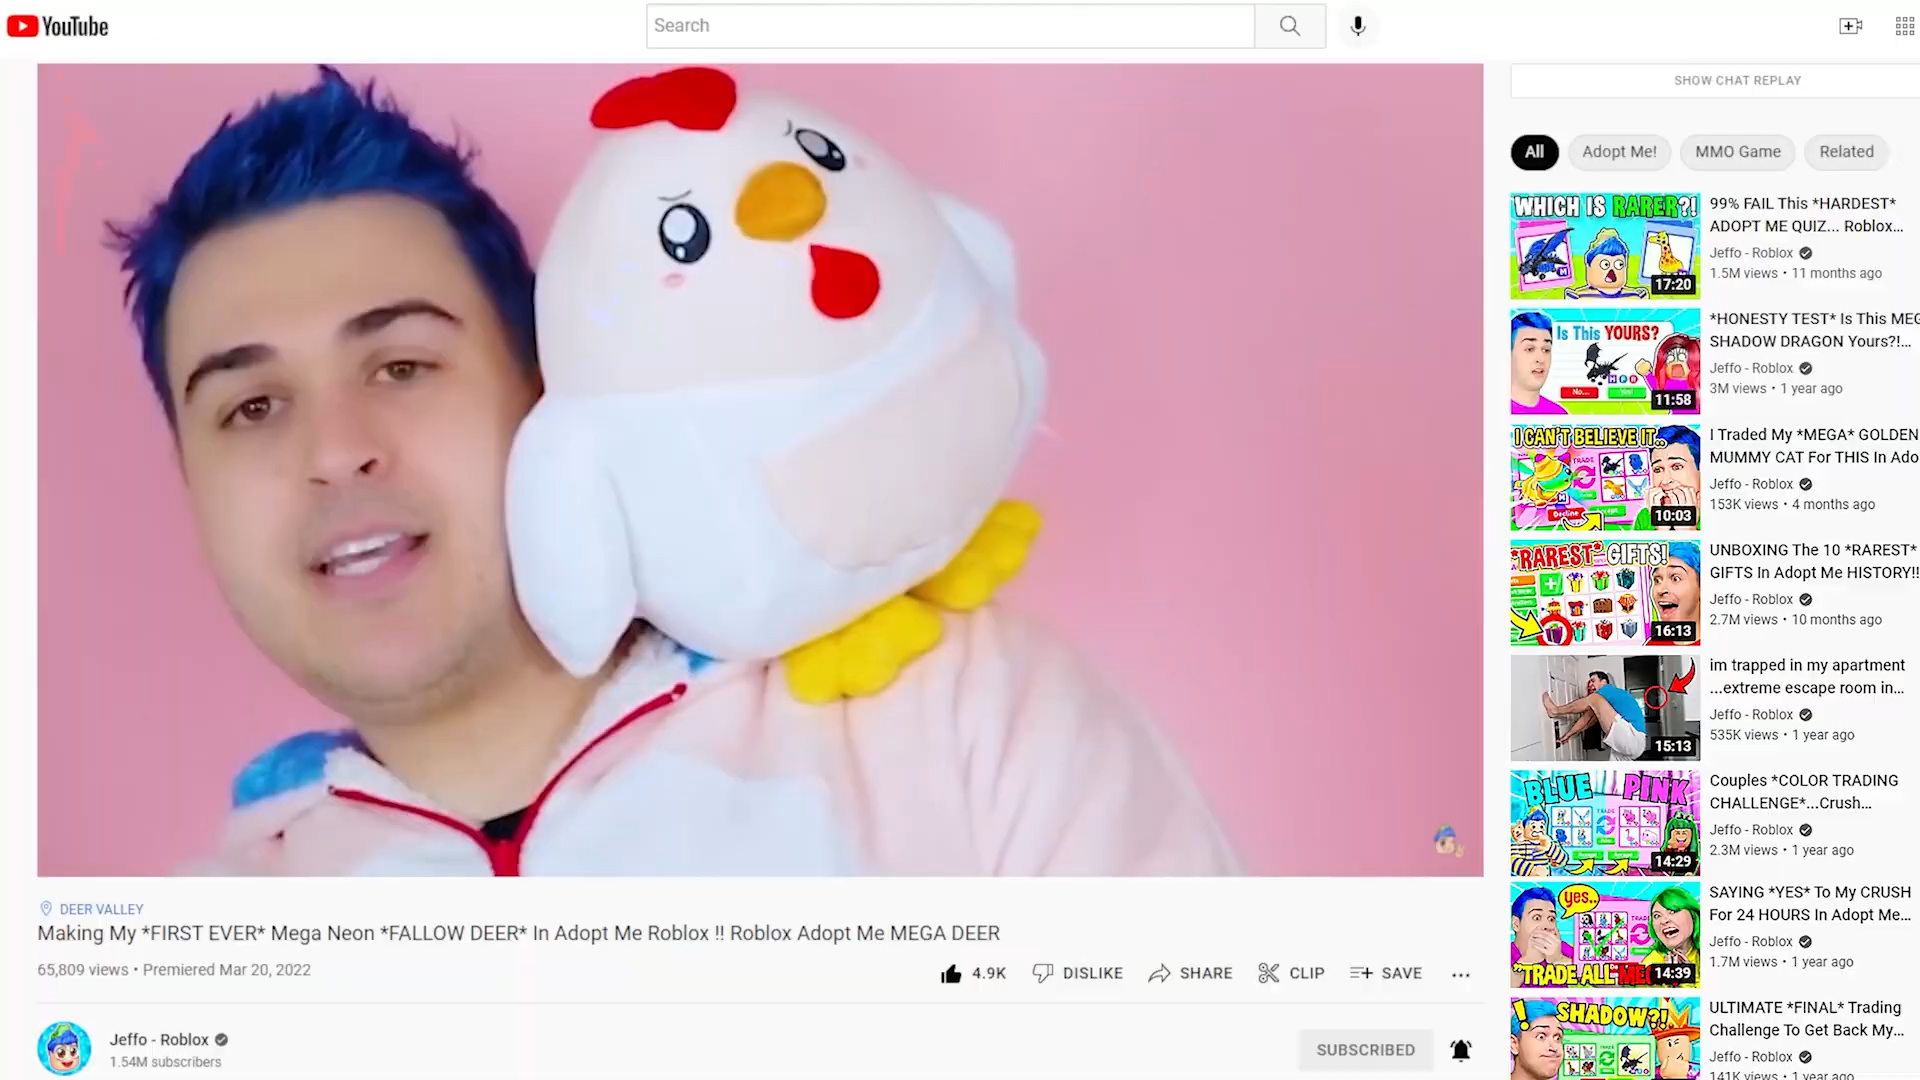 YouTube
Search
SHOW CHAT REPLAY
All
Adopt Me!
MMO Game
Related
WHICH IS RARER?!
17:20
99% FAIL This *HARDEST*
ADOPT ME QUIZ... Roblox...
Jeffo - Roblox
1.5M views • 11 months ago
Is This YOURS?
No...
11:58
*HONESTY TEST* Is This MEG
SHADOW DRAGON Yours?!...
Jeffo - Roblox
3M views • 1 year ago
I CAN'T BELIEVE IT..
TRADE
Decline
10:03
I Traded My *MEGA* GOLDEN
MUMMY CAT For THIS In Ado
Jeffo - Roblox
153K views • 4 months ago
*RAREST* GIFTS!
16:13
UNBOXING The 10 *RAREST*
GIFTS In Adopt Me HISTORY!!
Jeffo - Roblox
2.7M views • 10 months ago
15:13
im trapped in my apartment
...extreme escape room in...
Jeffo - Roblox
535K views • 1 year ago
BLUE PINK
TRADE
14:29
Couples *COLOR TRADING
CHALLENGE*...Crush...
Jeffo - Roblox
2.3M views • 1 year ago
yes..
TRADE
"TRADE ALL ME
14:39
SAYING *YES* To My CRUSH
For 24 HOURS In Adopt Me...
Jeffo - Roblox
1.7M views • 1 year ago
! SHADOW?!
ULTIMATE *FINAL* Trading
Challenge To Get Back My...
Jeffo - Roblox
141K views • 1 year ago
DEER VALLEY
Making My *FIRST EVER* Mega Neon *FALLOW DEER* In Adopt Me Roblox !! Roblox Adopt Me MEGA DEER
65,809 views • Premiered Mar 20, 2022
4.9K
DISLIKE
SHARE
CLIP
SAVE
...
Jeffo - Roblox
1.54M subscribers
SUBSCRIBED